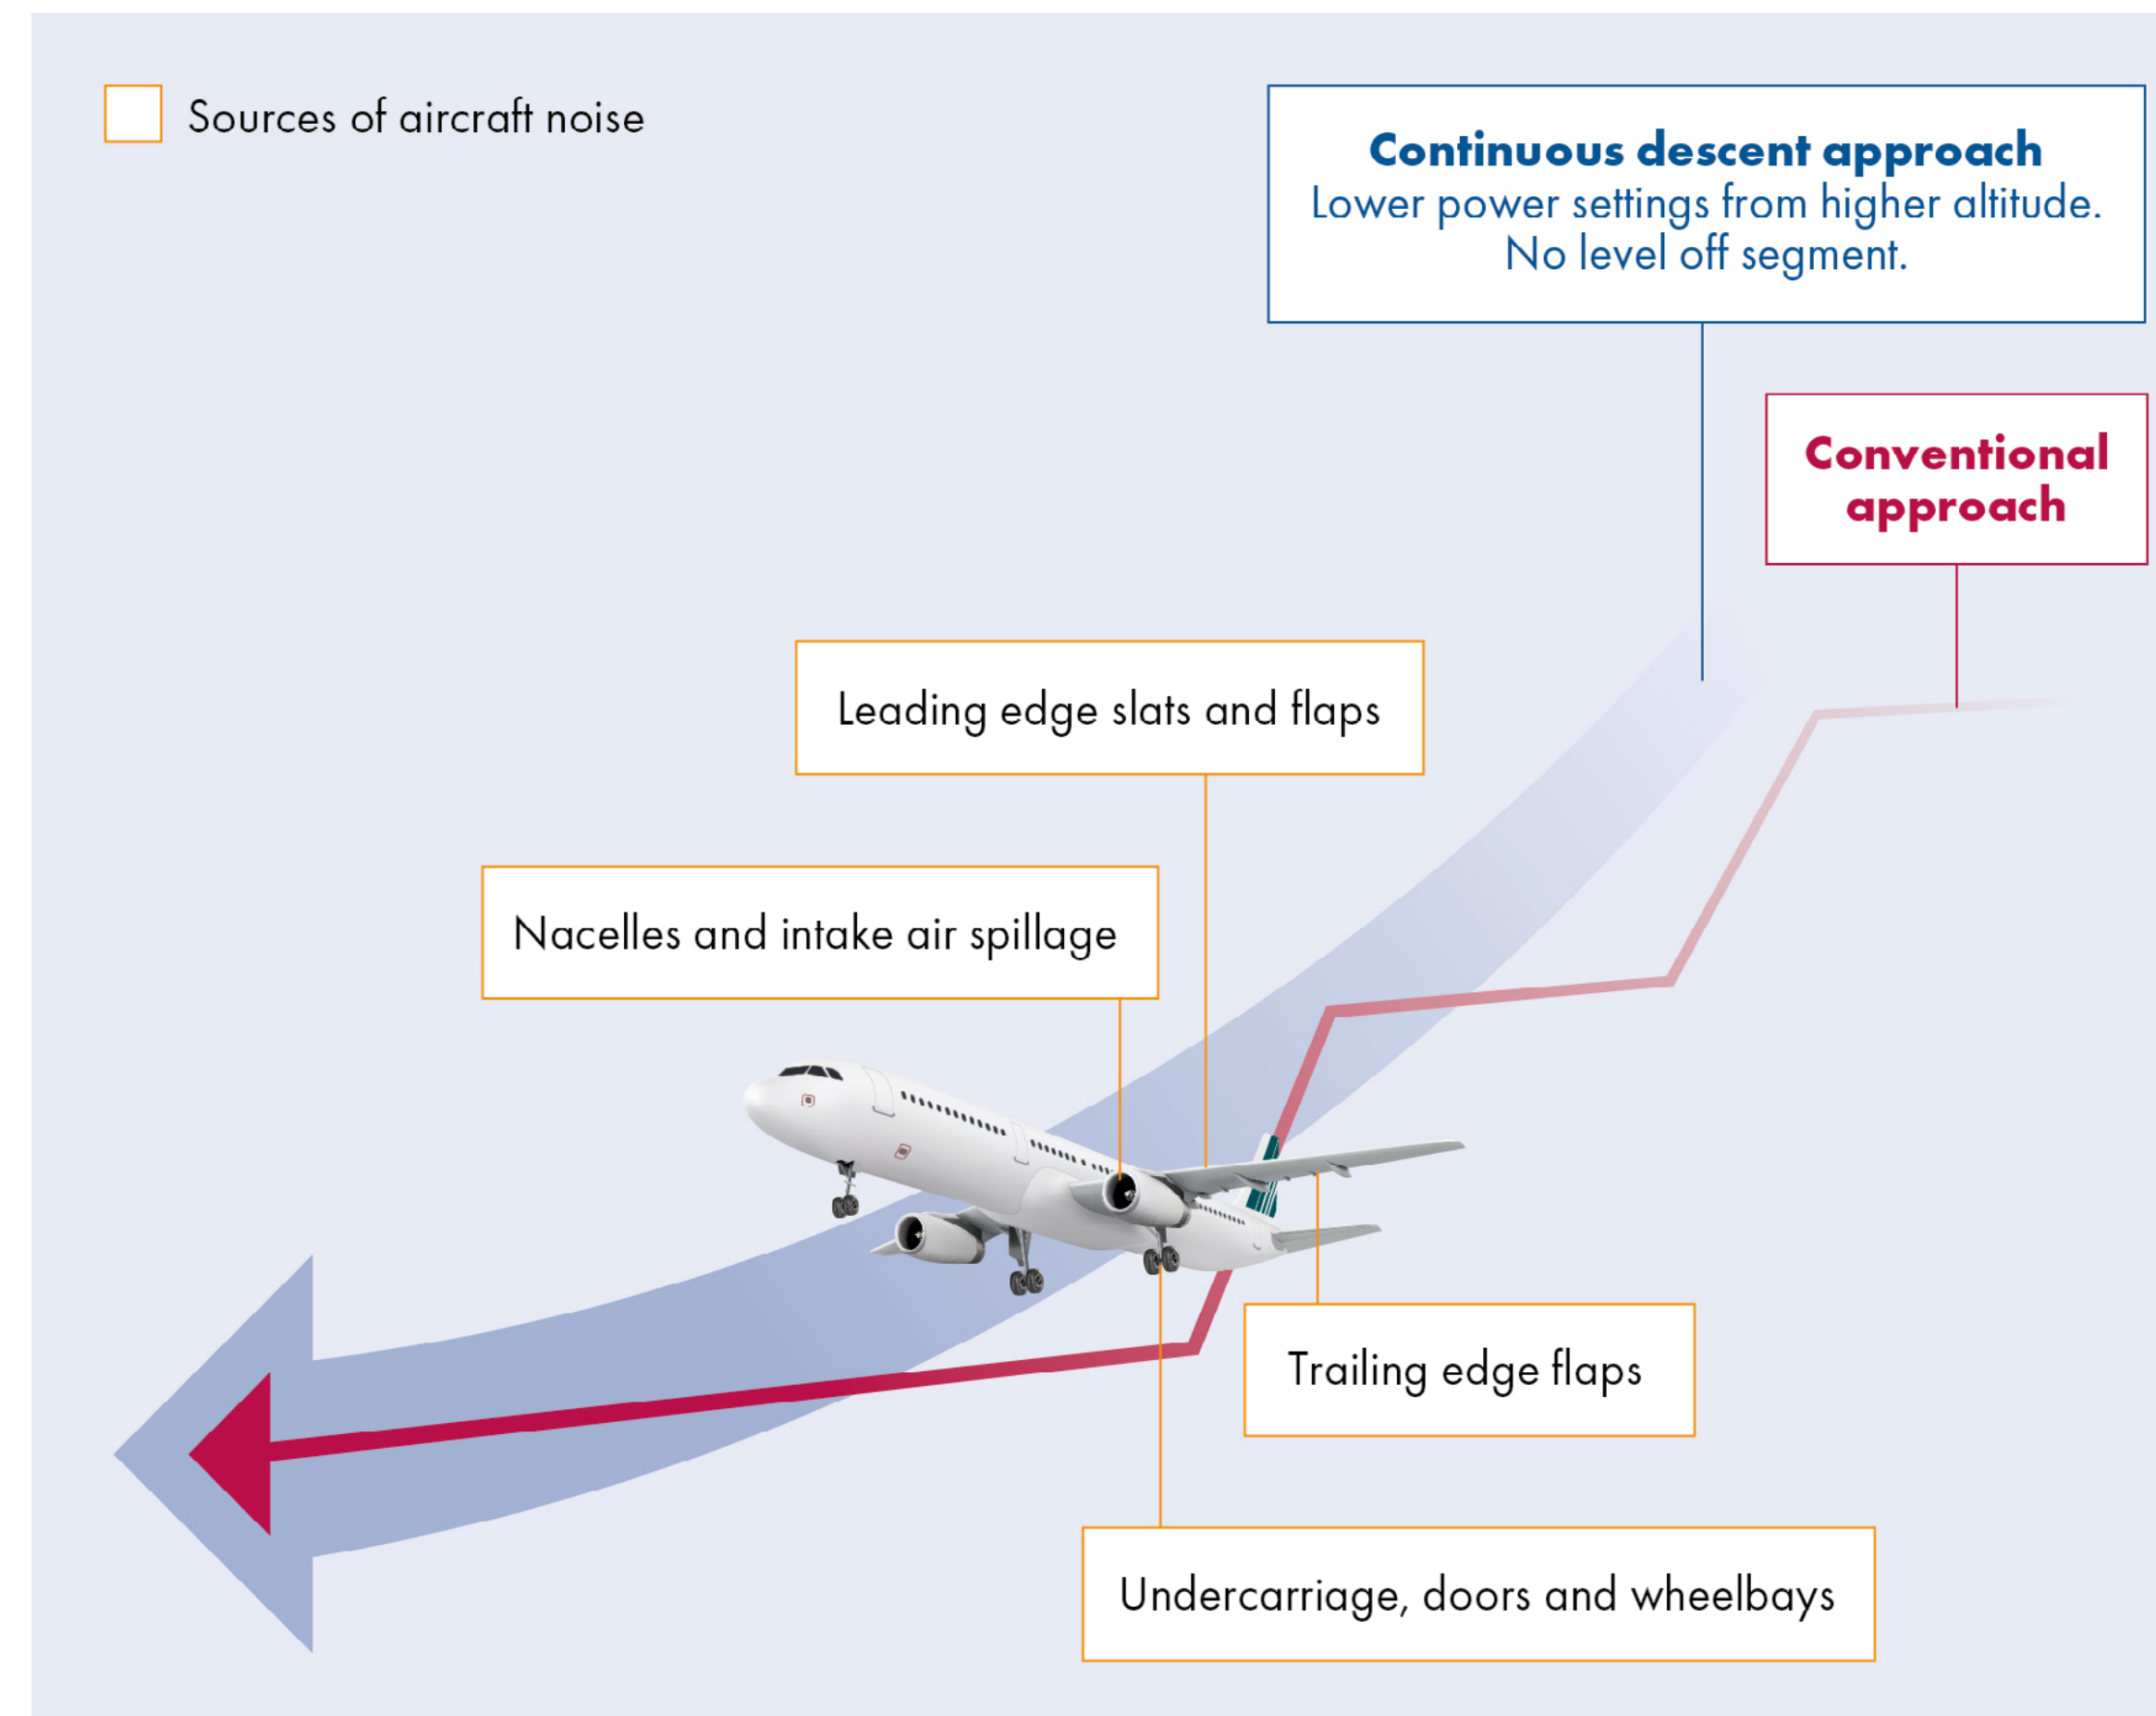 Sources of aircraft noise
Continuous descent approach
Lower power settings from higher altitude.
No level off segment.
Conventional
approach
Leading edge slats and flaps
Nacelles and intake air spillage
Trailing edge flaps
Undercarriage, doors and wheelbays